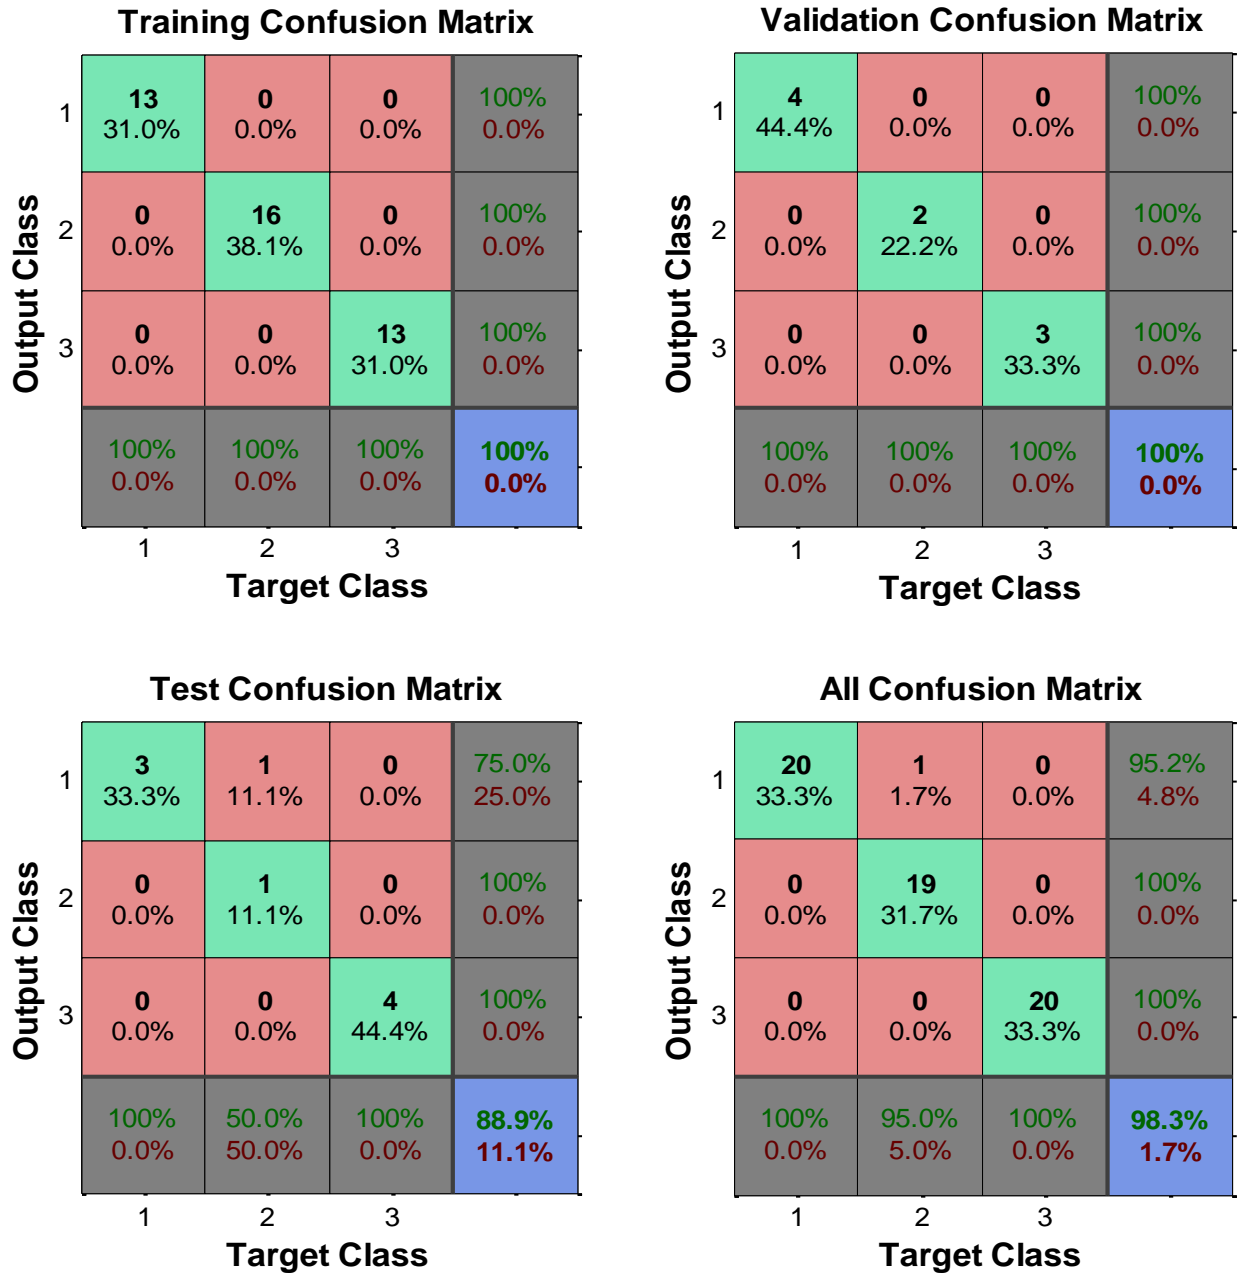 Training Confusion Matrix
Output Class
1
13 0 0 100%
31.0% 0.0% 0.0% 0.0%
2
0 16 0 100%
0.0% 38.1% 0.0% 0.0%
3
0 0 13 100%
0.0% 0.0% 31.0% 0.0%
100% 100% 100% 100%
0.0% 0.0% 0.0% 0.0%
1 2 3
Target Class
Validation Confusion Matrix
Output Class
1
4 0 0 100%
44.4% 0.0% 0.0% 0.0%
2
0 2 0 100%
0.0% 22.2% 0.0% 0.0%
3
0 0 3 100%
0.0% 0.0% 33.3% 0.0%
100% 100% 100% 100%
0.0% 0.0% 0.0% 0.0%
1 2 3
Target Class
Test Confusion Matrix
Output Class
1
3 1 0 75.0%
33.3% 11.1% 0.0% 25.0%
2
0 1 0 100%
0.0% 11.1% 0.0% 0.0%
3
0 0 4 100%
0.0% 0.0% 44.4% 0.0%
100% 50.0% 100% 88.9%
0.0% 50.0% 0.0% 11.1%
1 2 3
Target Class
All Confusion Matrix
Output Class
1
20 1 0 95.2%
33.3% 1.7% 0.0% 4.8%
2
0 19 0 100%
0.0% 31.7% 0.0% 0.0%
3
0 0 20 100%
0.0% 0.0% 33.3% 0.0%
100% 95.0% 100% 98.3%
0.0% 5.0% 0.0% 1.7%
1 2 3
Target Class